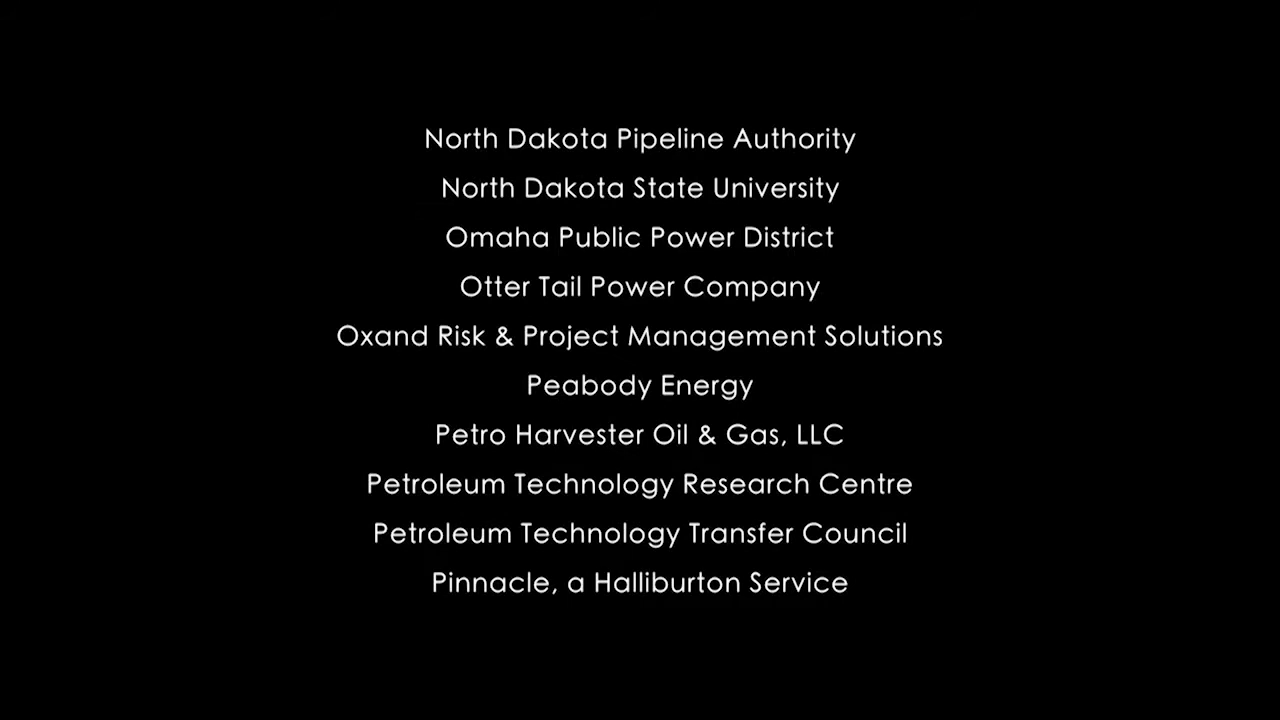 North Dakota Pipeline Authority
North Dakota State University
Omaha Public Power District
Otter Tail Power Company
Oxand Risk & Project Management Solutions
Peabody Energy
Petro Harvester Oil & Gas, LLC
Petroleum Technology Research Centre
Petroleum Technology Transfer Council
Pinnacle, a Halliburton Service